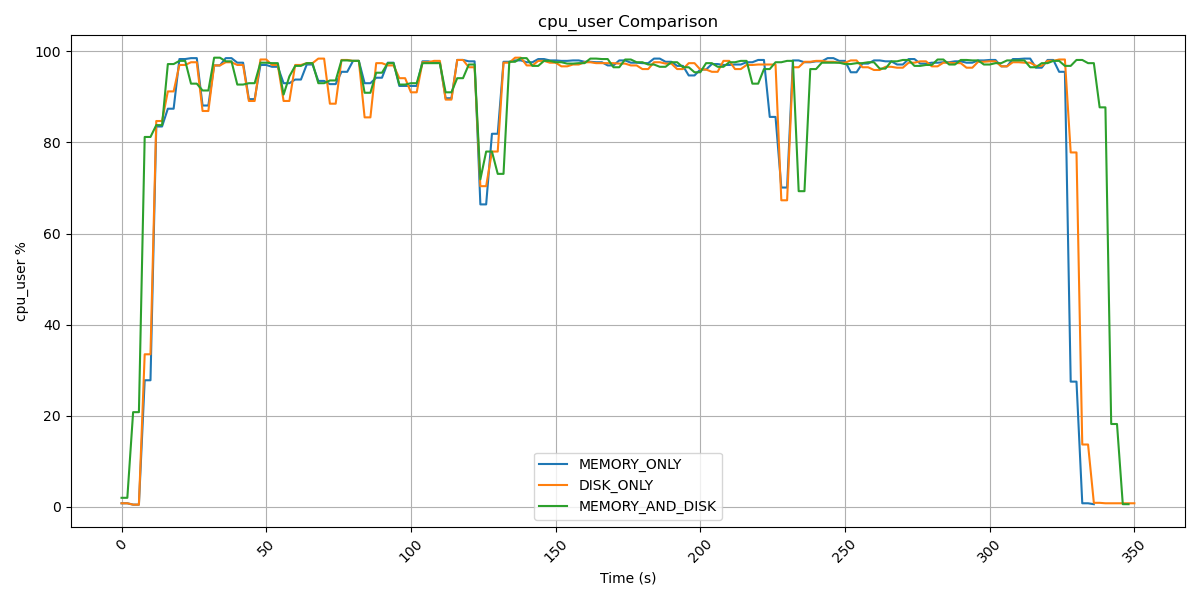 cpu_user Comparison
cpu_user %
100
80
60
40
20
0
MEMORY_ONLY
DISK_ONLY
MEMORY_AND_DISK
0
50
100
150
200
250
300
350
Time (s)